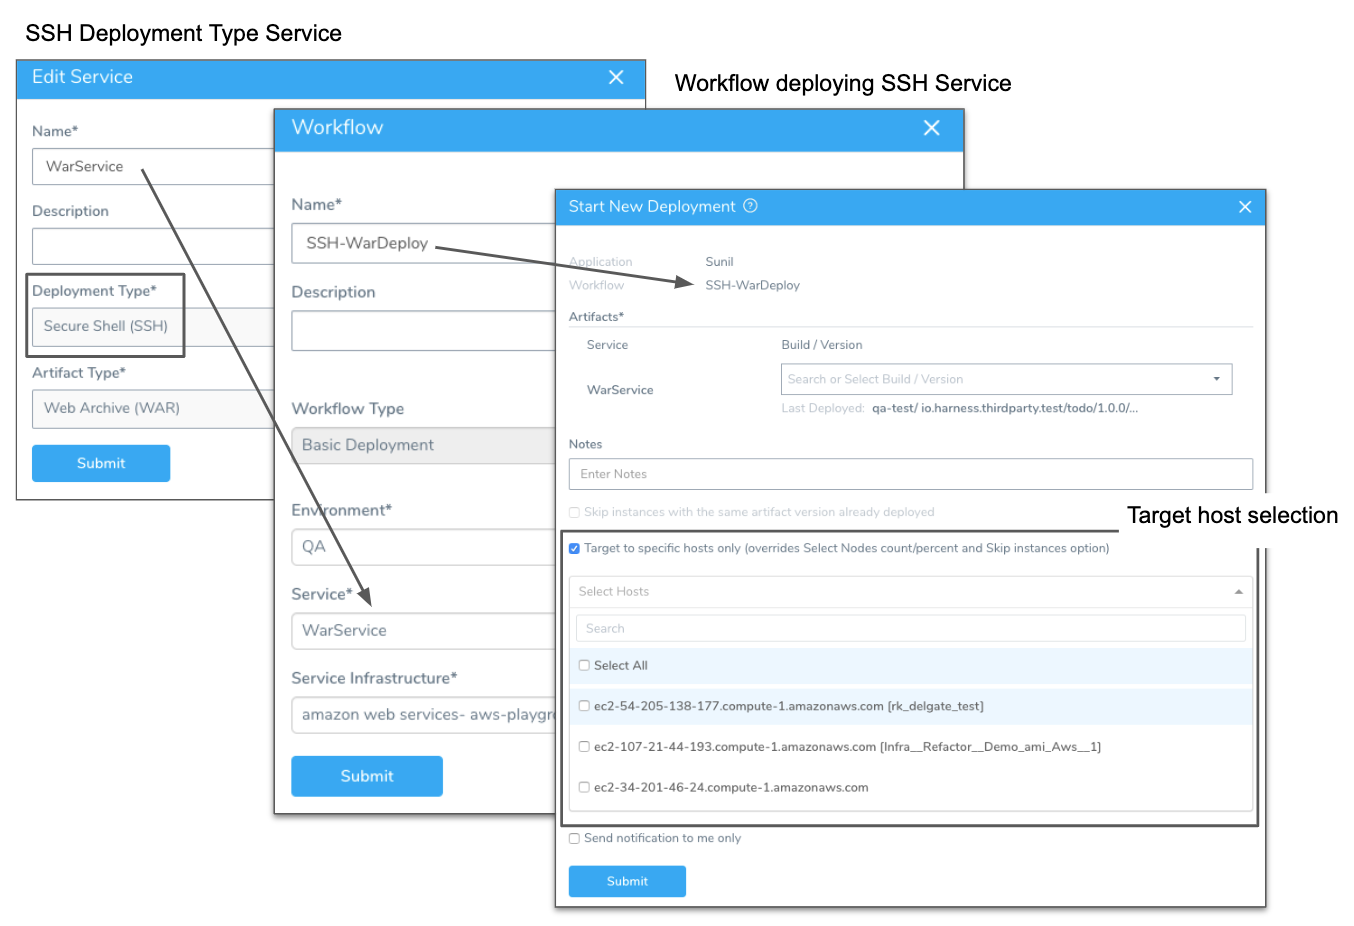 SSH Deployment Type Service
Edit Service
Name*
WarService
Description
Deployment Type*
Secure Shell (SSH)
Artifact Type*
Web Archive (WAR)
Submit
Workflow deploying SSH Service
Workflow
Name*
SSH-WarDeploy
Description
Workflow Type
Basic Deployment
Environment*
QA
Service*
WarService
Service Infrastructure*
amazon web services- aws-playgro
Submit
Start New Deployment
Application Sunil
Workflow SSH-WarDeploy
Artifacts*
Service Build / Version
WarService Search or Select Build / Version
Last Deployed: qa-test/ io.harness.thirdparty.test/todo/1.0.0/...
Notes
Enter Notes
Skip instances with the same artifact version already deployed
Target host selection
Target to specific hosts only (overrides Select Nodes count/percent and Skip instances option)
Select Hosts
Search
Select All
ec2-54-205-138-177.compute-1.amazonaws.com [rk_delgate_test]
ec2-107-21-44-193.compute-1.amazonaws.com [Infra__Refactor__Demo_ami_Aws__1]
ec2-34-201-46-24.compute-1.amazonaws.com
Send notification to me only
Submit